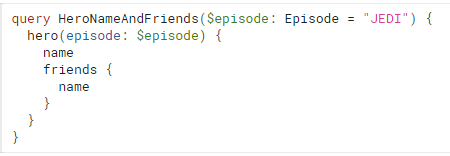 query HeroNameAndFriends($episode: Episode = "JEDI") {
  hero(episode: $episode) {
    name
    friends {
      name
    }
  }
}